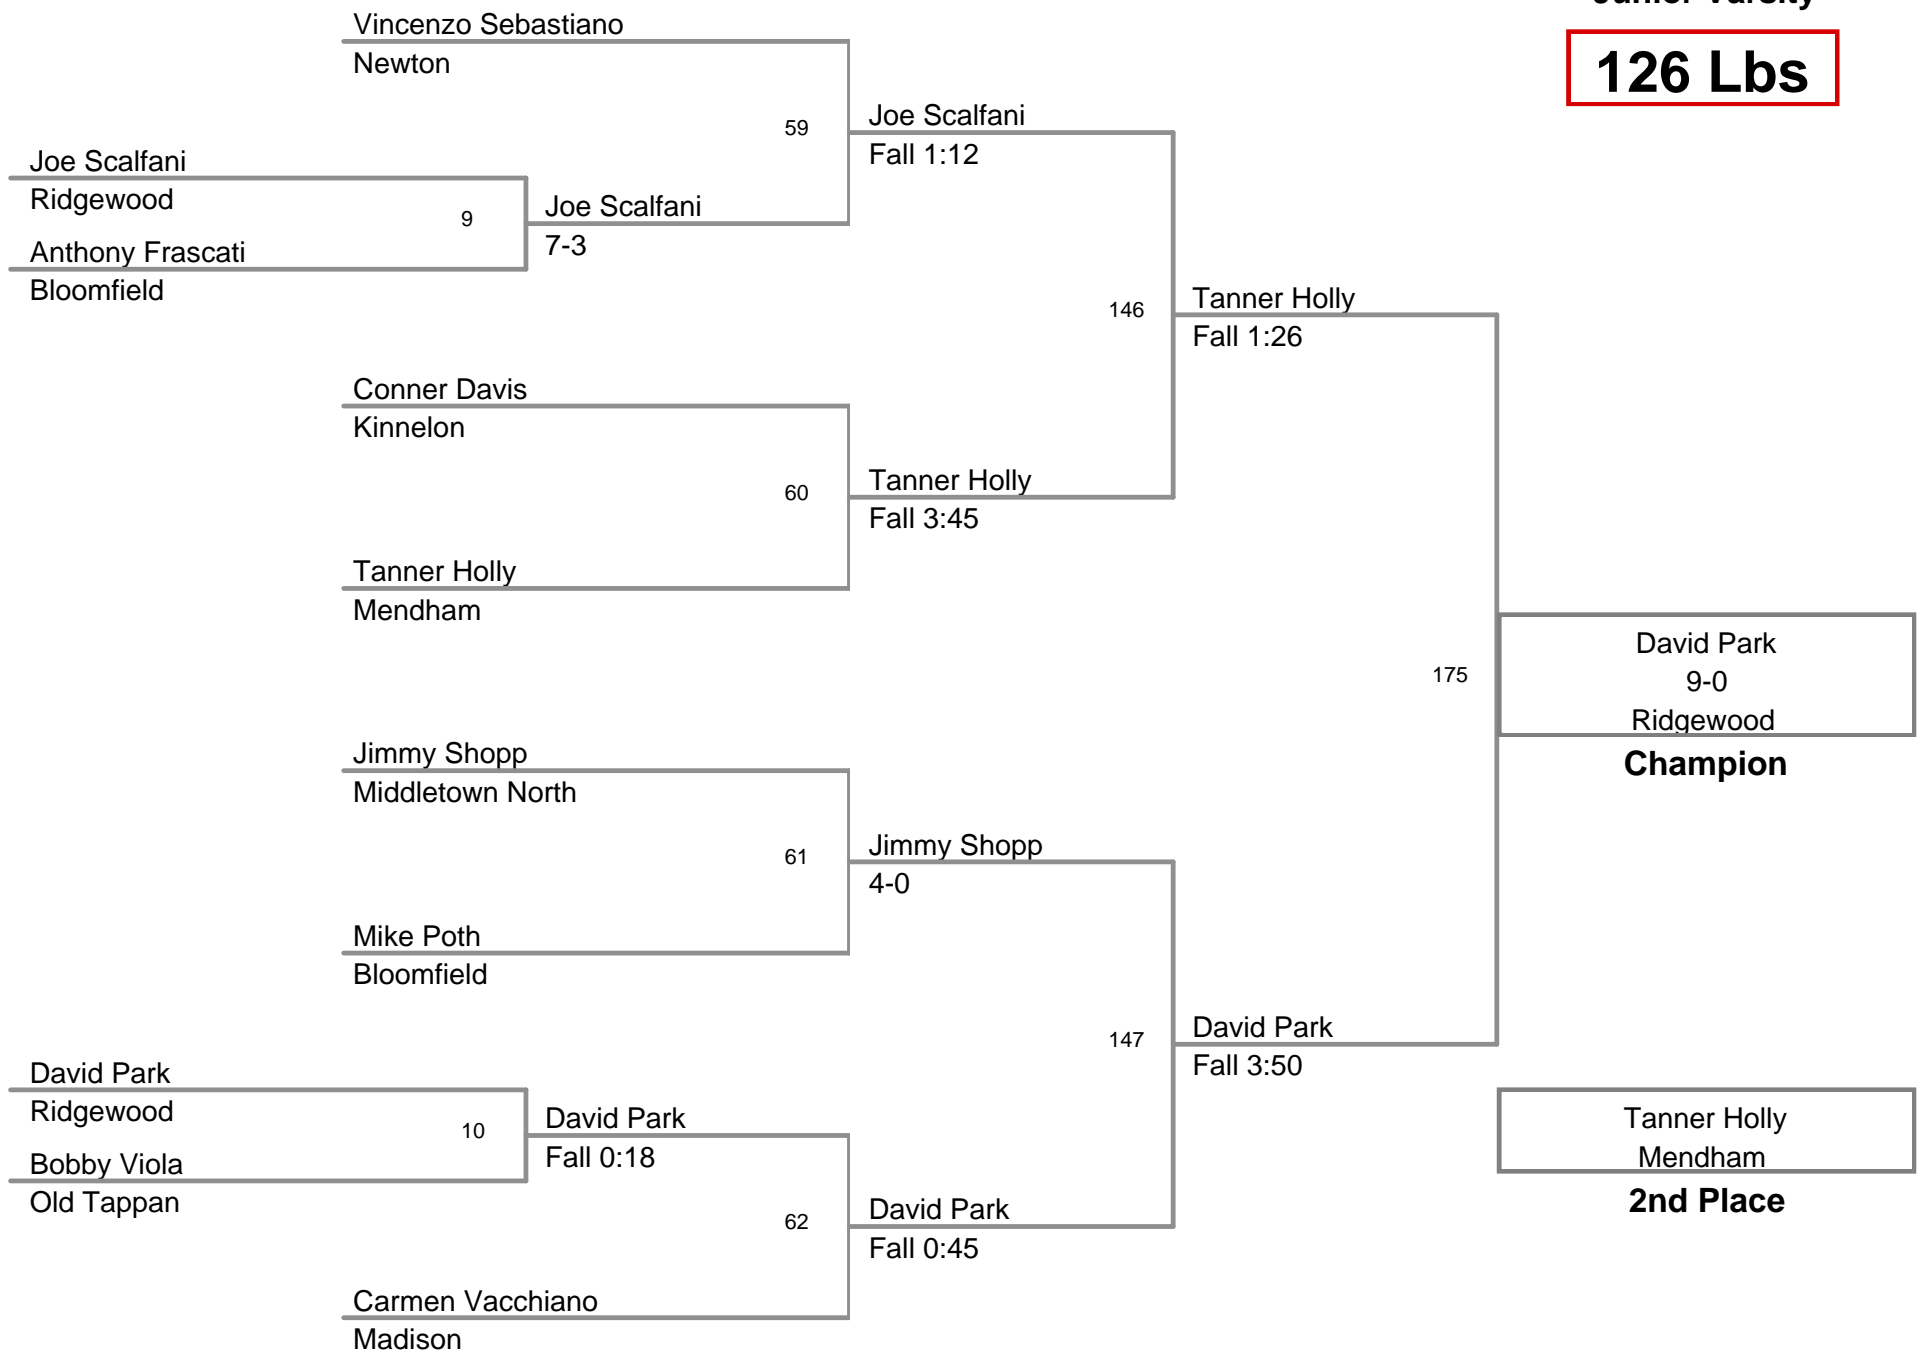 Junior Varsity
126 Lbs
Vincenzo Sebastiano
Newton
59
Joe Scalfani
Fall 1:12
Joe Scalfani
Ridgewood
9
Joe Scalfani
7-3
Anthony Frascati
Bloomfield
146
Tanner Holly
Fall 1:26
Conner Davis
Kinnelon
60
Tanner Holly
Fall 3:45
Tanner Holly
Mendham
175
David Park
9-0
Ridgewood
Champion
Jimmy Shopp
Middletown North
61
Jimmy Shopp
4-0
Mike Poth
Bloomfield
147
David Park
Fall 3:50
David Park
Ridgewood
10
David Park
Fall 0:18
Bobby Viola
Old Tappan
62
David Park
Fall 0:45
Carmen Vacchiano
Madison
Tanner Holly
Mendham
2nd Place